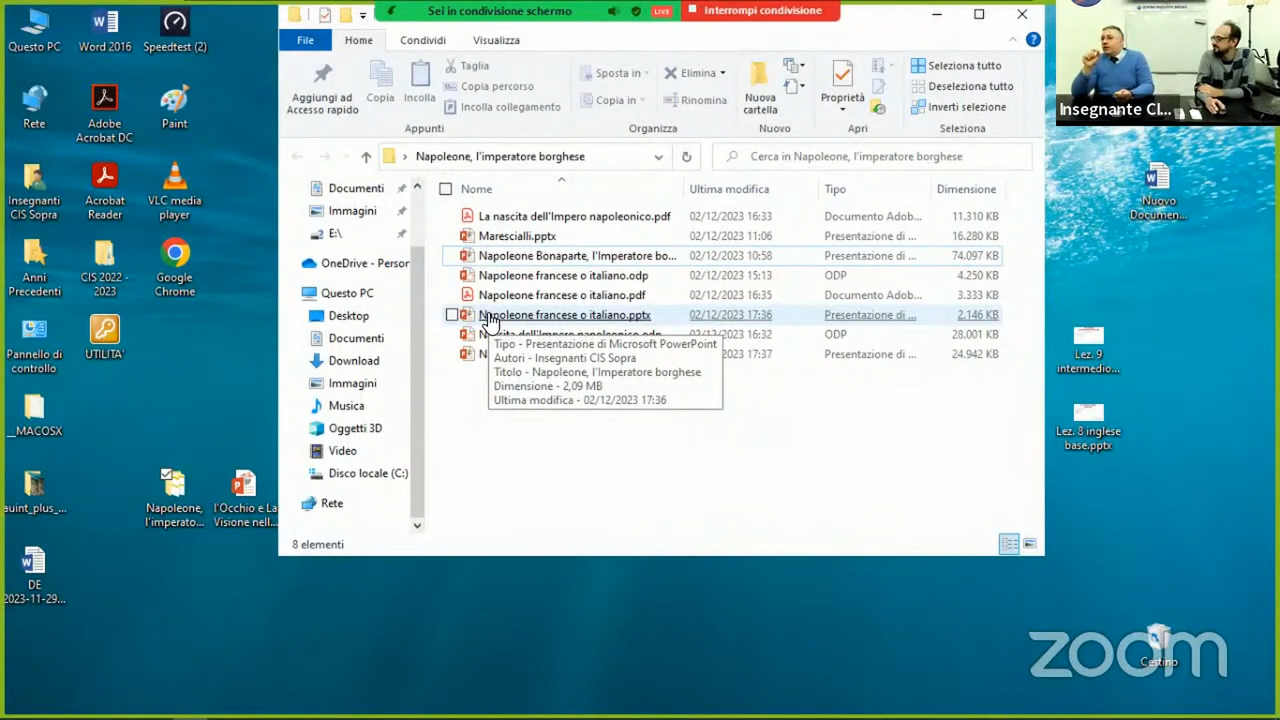 Sei in condivisione schermo
LIVE
Interrompi condivisione
File
Home
Condividi
Visualizza
Aggiungi ad
Accesso rapido
Copia
Incolla
Taglia
Copia percorso
Incolla collegamento
Appunti
Sposta in
Copia in
Elimina
Rinomina
Organizza
Nuova
cartella
Nuovo
Proprietà
Apri
Seleziona tutto
Deseleziona tutto
Inverti selezione
Seleziona
Napoleone, l'imperatore borghese
Cerca in Napoleone, l'imperatore borghese
Nome
Ultima modifica
Tipo
Dimensione
La nascita dell'Impero napoleonico.pdf 02/12/2023 16:33 Documento Adob... 11.310 KB
Marescialli.pptx 02/12/2023 11:06 Presentazione di ... 16.280 KB
Napoleone Bonaparte, l'Imperatore bo... 02/12/2023 10:58 Presentazione di ... 74.097 KB
Napoleone francese o italiano.odp 02/12/2023 15:13 ODP 4.250 KB
Napoleone francese o italiano.pdf 02/12/2023 16:35 Documento Adob... 3.333 KB
Napoleone francese o italiano.pptx 02/12/2023 17:36 Presentazione di ... 2.146 KB
Nascita dell'Impero napoleonico.odp 02/12/2023 16:32 ODP 28.001 KB
N 02/12/2023 17:37 Presentazione di ... 24.942 KB
Tipo - Presentazione di Microsoft PowerPoint
Autori - Insegnanti CIS Sopra
Titolo - Napoleone, l'Imperatore borghese
Dimensione - 2,09 MB
Ultima modifica - 02/12/2023 17:36
Documenti
Immagini
E:\
OneDrive - Person
Questo PC
Desktop
Documenti
Download
Immagini
Musica
Oggetti 3D
Video
Disco locale (C:)
Rete
8 elementi
Questo PC
Word 2016
Speedtest (2)
Rete
Adobe
Acrobat DC
Paint
Insegnanti
CIS Sopra
Acrobat
Reader
VLC media
player
Anni
Precedenti
CIS 2022 -
2023
Google
Chrome
Pannello di
controllo
UTILITA'
__MACOSX
auint_plus_...
Napoleone,
l'imperato...
l'Occhio e La
Visione nell...
DE
2023-11-29...
Insegnante CI...
Nuovo
Documen...
Lez. 9
intermedio...
Lez. 8 inglese
base.pptx
Cestino
zoom